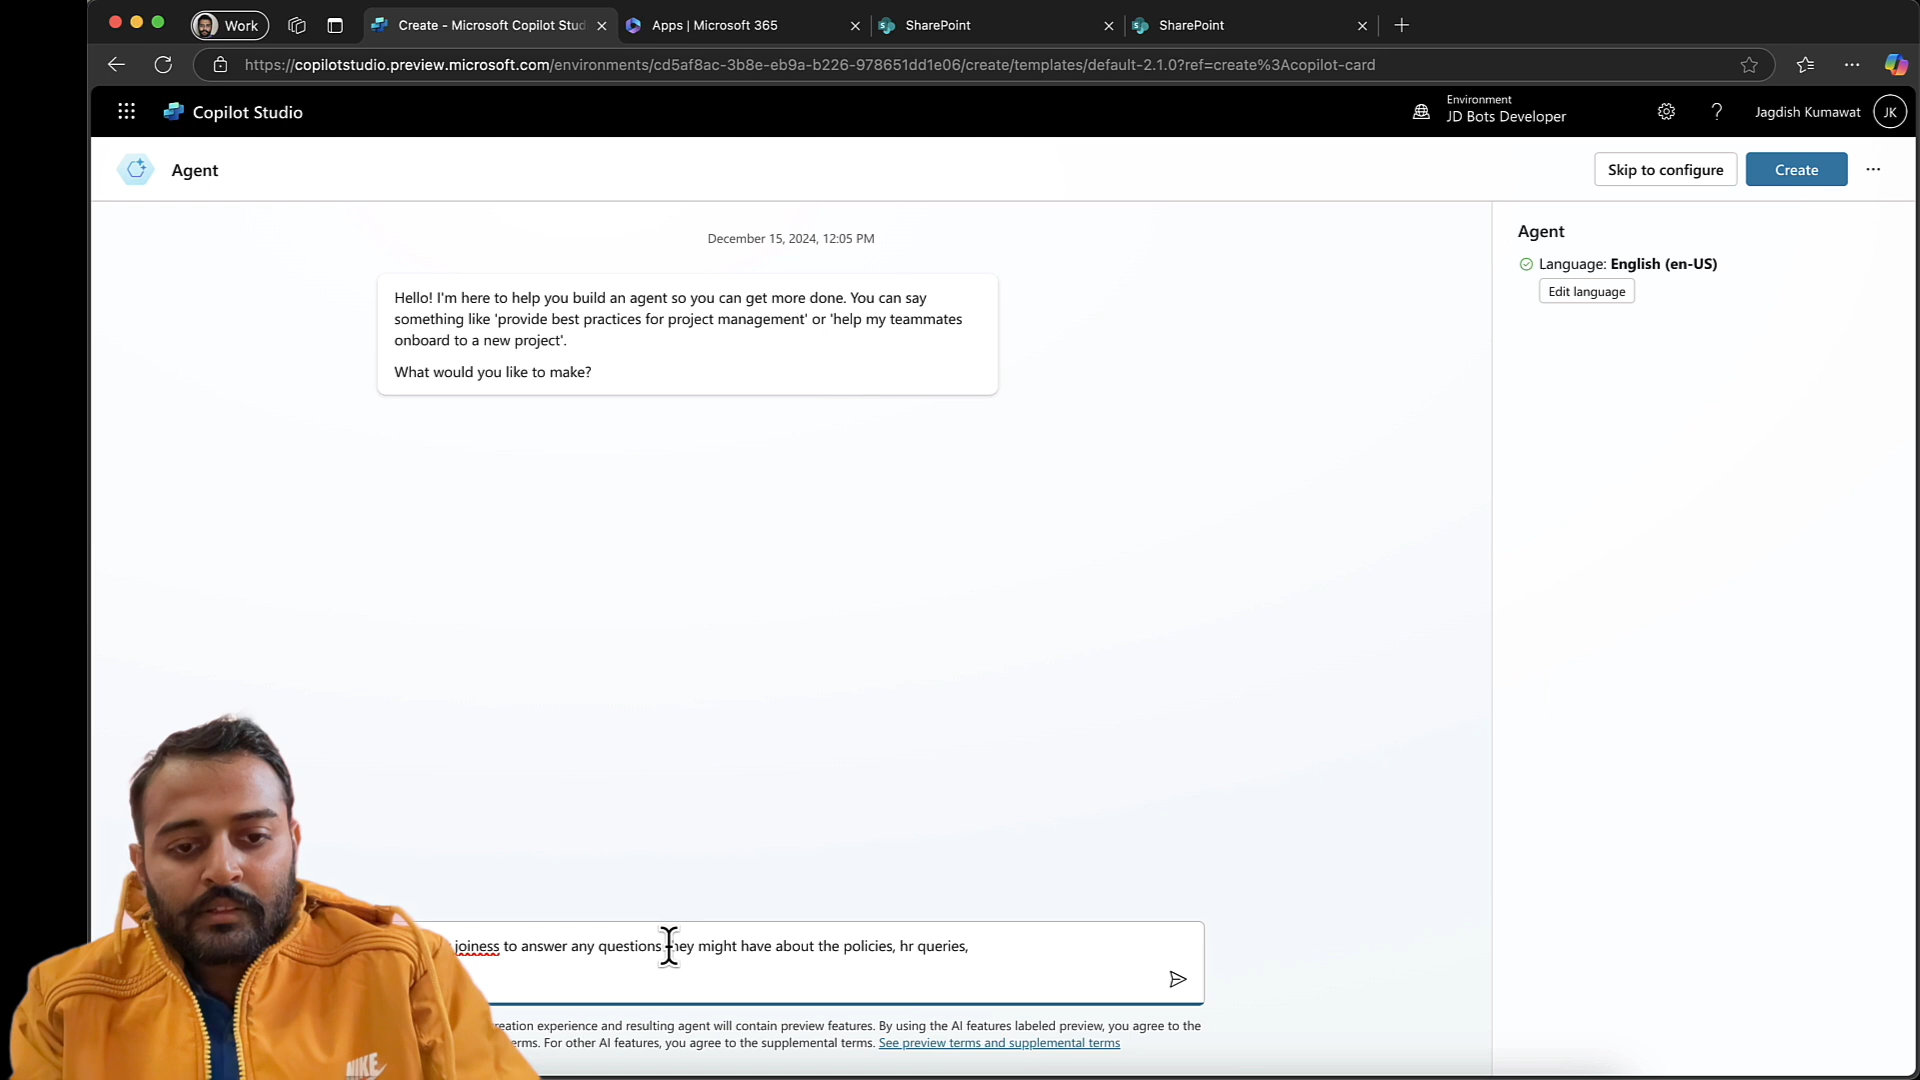 Work
Create - Microsoft Copilot Stud
Apps | Microsoft 365
SharePoint
SharePoint
https://copilotstudio.preview.microsoft.com/environments/cd5af8ac-3b8e-eb9a-b226-978651dd1e06/create/templates/default-2.1.0?ref=create%3Acopilot-card
Copilot Studio
Environment
JD Bots Developer
?
Jagdish Kumawat
JK
Agent
Skip to configure
Create
...
December 15, 2024, 12:05 PM
Agent
Language: English (en-US)
Edit language
Hello! I'm here to help you build an agent so you can get more done. You can say
something like 'provide best practices for project management' or 'help my teammates
onboard to a new project'.
What would you like to make?
joiness to answer any questions they might have about the policies, hr queries,
eation experience and resulting agent will contain preview features. By using the AI features labeled preview, you agree to the
erms. For other AI features, you agree to the supplemental terms. See preview terms and supplemental terms
NIKE